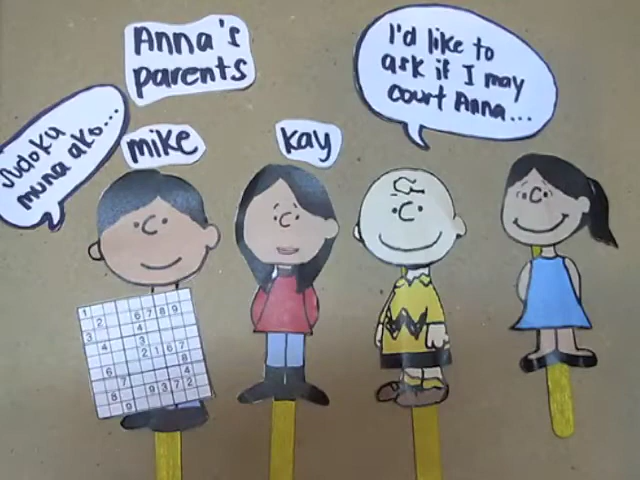 Anna's
parents
I'd like to
ask if I may
court Anna...
Sudoku
muna ako...
mike
kay